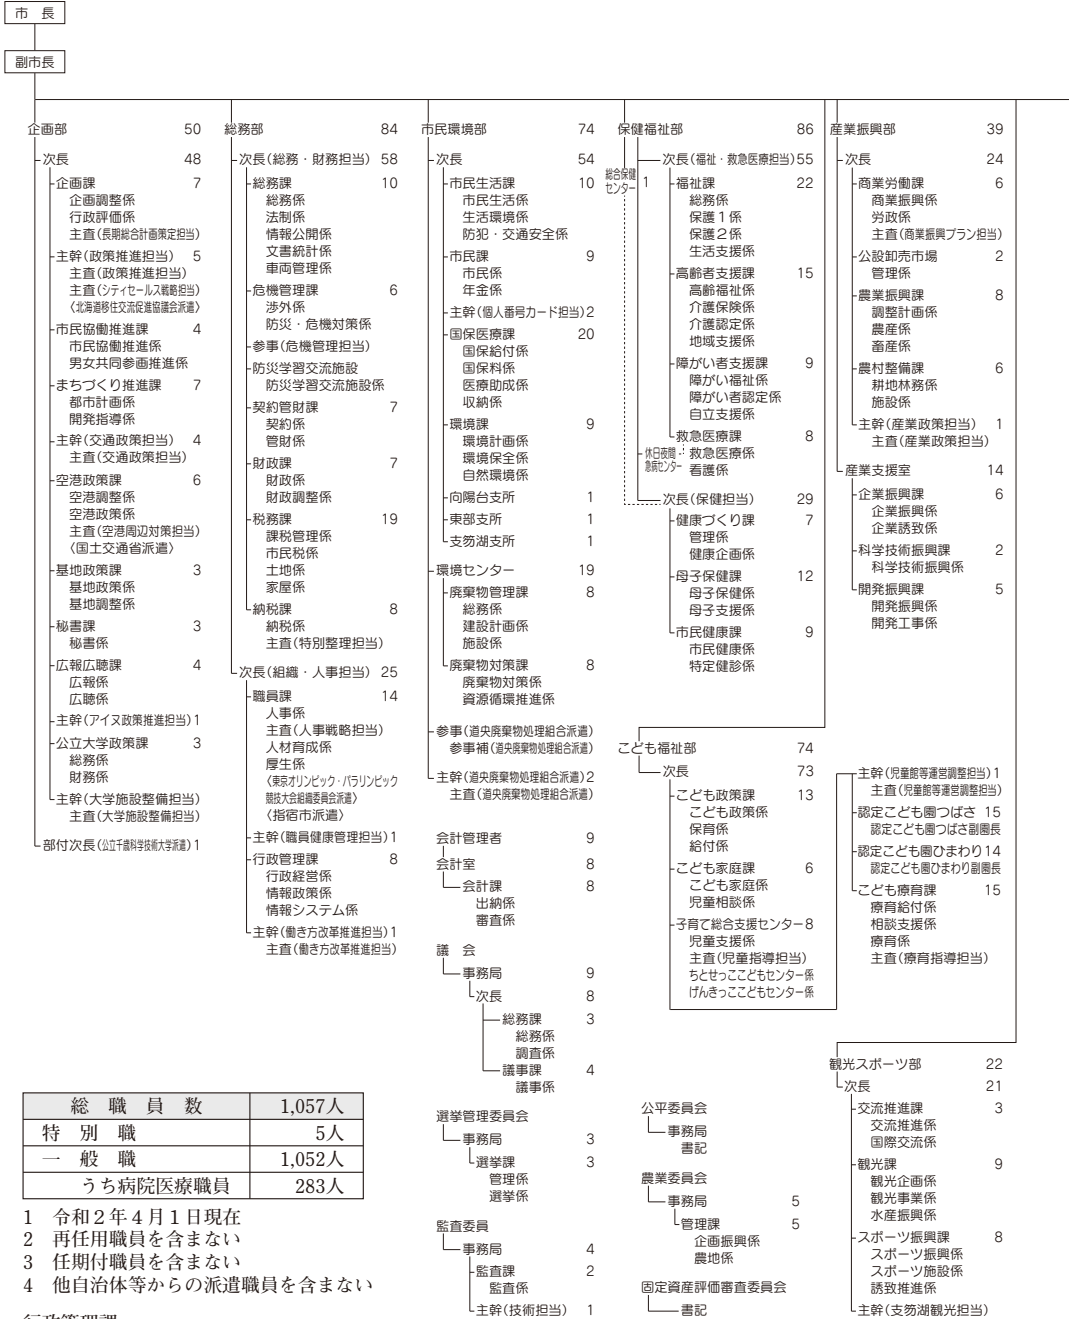 市　長
副市長
企画部 50
次長 48
企画課 7
企画調整係
行政評価係
主査(長期総合計画策定担当)
主幹(政策推進担当) 5
主査(政策推進担当)
主査(シティセールス戦略担当)
〈北海道移住交流促進協議会派遣〉
市民協働推進課 4
市民協働推進係
男女共同参画推進係
まちづくり推進課 7
都市計画係
開発指導係
主幹(交通政策担当) 4
主査(交通政策担当)
空港政策課 6
空港調整係
空港政策係
主査(空港周辺対策担当)
〈国土交通省派遣〉
基地政策課 3
基地政策係
基地調整係
秘書課 3
秘書係
広報広聴課 4
広報係
広聴係
主幹(アイヌ政策推進担当) 1
公立大学政策課 3
総務係
財務係
主幹(大学施設整備担当)
主査(大学施設整備担当)
部付次長(公立千歳科学技術大学派遣) 1
総務部 84
次長(総務・財務担当) 58
総務課 10
総務係
法制係
情報公開係
文書統計係
車両管理係
危機管理課 6
渉外係
防災・危機対策係
参事(危機管理担当)
防災学習交流施設
防災学習交流施設係
契約管財課 7
契約係
管財係
財政課 7
財政係
財政調整係
税務課 19
課税管理係
市民税係
土地係
家屋係
納税課 8
納税係
主査(特別整理担当)
次長(組織・人事担当) 25
職員課 14
人事係
主査(人事戦略担当)
人材育成係
厚生係
〈東京オリンピック・パラリンピック
競技大会組織委員会派遣〉
〈指宿市派遣〉
主幹(職員健康管理担当) 1
行政管理課 8
行政経営係
情報政策係
情報システム係
主幹(働き方改革推進担当) 1
主査(働き方改革推進担当)
市民環境部 74
次長 54
市民生活課 10
市民生活係
生活環境係
防犯・交通安全係
市民課 9
市民係
年金係
主幹(個人番号カード担当) 2
国保医療課 20
国保給付係
国保料係
医療助成係
収納係
環境課 9
環境計画係
環境保全係
自然環境係
向陽台支所 1
東部支所 1
支笏湖支所 1
環境センター 19
廃棄物管理課 8
総務係
建設計画係
施設係
廃棄物対策課 8
廃棄物対策係
資源循環推進係
参事(道央廃棄物処理組合派遣)
参事補(道央廃棄物処理組合派遣)
主幹(道央廃棄物処理組合派遣) 2
主査(道央廃棄物処理組合派遣)
会計管理者 9
会計室 8
会計課 8
出納係
審査係
議　会
事務局 9
次長 8
総務課 3
総務係
調査係
議事課 4
議事係
選挙管理委員会
事務局 3
選挙課 3
管理係
選挙係
監査委員
事務局 4
監査課 2
監査係
主幹(技術担当) 1
保健福祉部 86
総合保健
センター 1
次長(福祉・救急医療担当) 55
福祉課 22
総務係
保護1係
保護2係
生活支援係
高齢者支援課 15
高齢福祉係
介護保険係
介護認定係
地域支援係
障がい者支援課 9
障がい福祉係
障がい者認定係
自立支援係
救急医療課 8
休日夜間
急病センター
救急医療係
看護係
次長(保健担当) 29
健康づくり課 7
管理係
健康企画係
母子保健課 12
母子保健係
母子支援係
市民健康課 9
市民健康係
特定健診係
こども福祉部 74
次長 73
こども政策課 13
こども政策係
保育係
給付係
こども家庭課 6
こども家庭係
児童相談係
子育て総合支援センター 8
児童支援係
主査(児童指導担当)
ちとせっここどもセンター係
げんきっここどもセンター係
主幹(児童館等運営調整担当) 1
主査(児童館等運営調整担当)
認定こども園つばさ 15
認定こども園つばさ副園長
認定こども園ひまわり 14
認定こども園ひまわり副園長
こども療育課 15
療育給付係
相談支援係
療育係
主査(療育指導担当)
公平委員会
事務局
書記
農業委員会
事務局 5
管理課 5
企画振興係
農地係
固定資産評価審査委員会
書記
産業振興部 39
次長 24
商業労働課 6
商業振興係
労政係
主査(商業振興プラン担当)
公設卸売市場 2
管理係
農業振興課 8
調整計画係
農産係
畜産係
農村整備課 6
耕地林務係
施設係
主幹(産業政策担当) 1
主査(産業政策担当)
産業支援室 14
企業振興課 6
企業振興係
企業誘致係
科学技術振興課 2
科学技術振興係
開発振興課 5
開発振興係
開発工事係
観光スポーツ部 22
次長 21
交流推進課 3
交流推進係
国際交流係
観光課 9
観光企画係
観光事業係
水産振興係
スポーツ振興課 8
スポーツ振興係
スポーツ施設係
誘致推進係
主幹(支笏湖観光担当)
総　職　員　数 1,057人
特　別　職 5人
一　般　職 1,052人
うち病院医療職員 283人
1　令和２年４月１日現在
2　再任用職員を含まない
3　任期付職員を含まない
4　他自治体等からの派遣職員を含まない